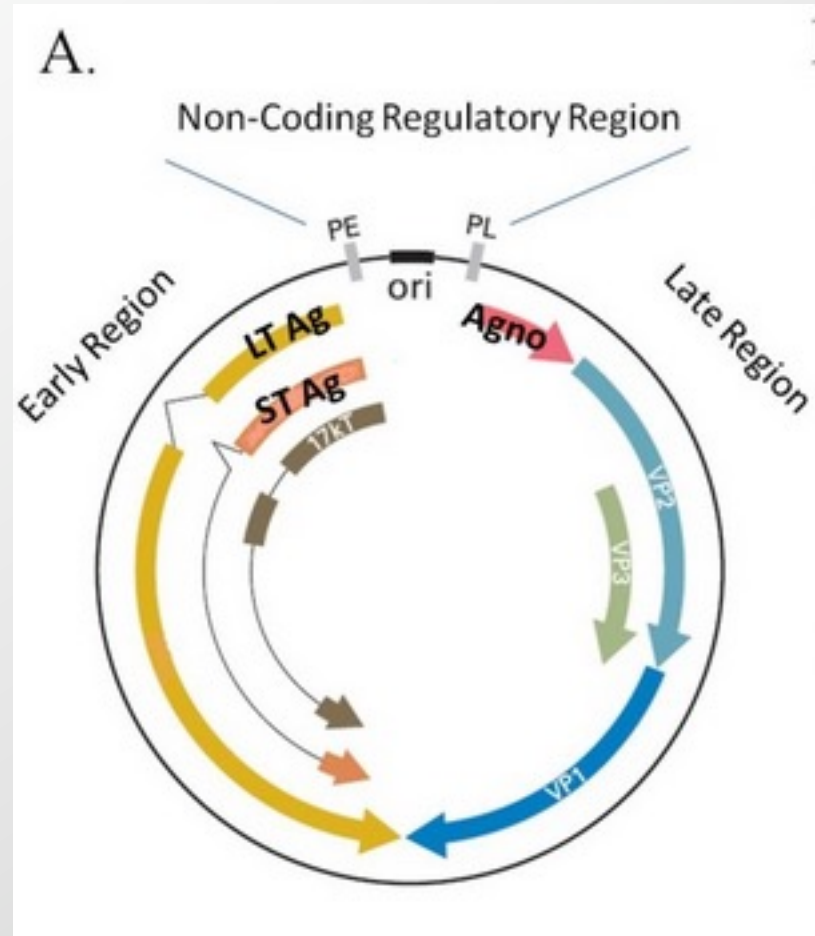 A.
Non-Coding Regulatory Region
PE
PL
ori
Early Region
Late Region
LT Ag
Agno
ST Ag
17kT
VP2
VP3
VP1